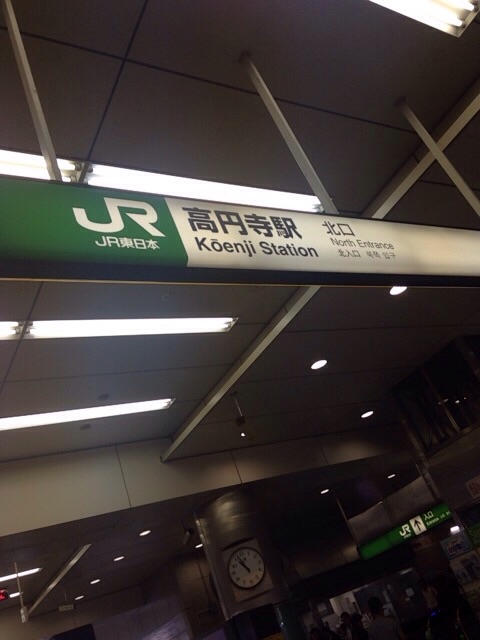 JR
JR東日本
高円寺駅
Kōenji Station
北口
North Entrance
北入口 북쪽 출구
JR
入口